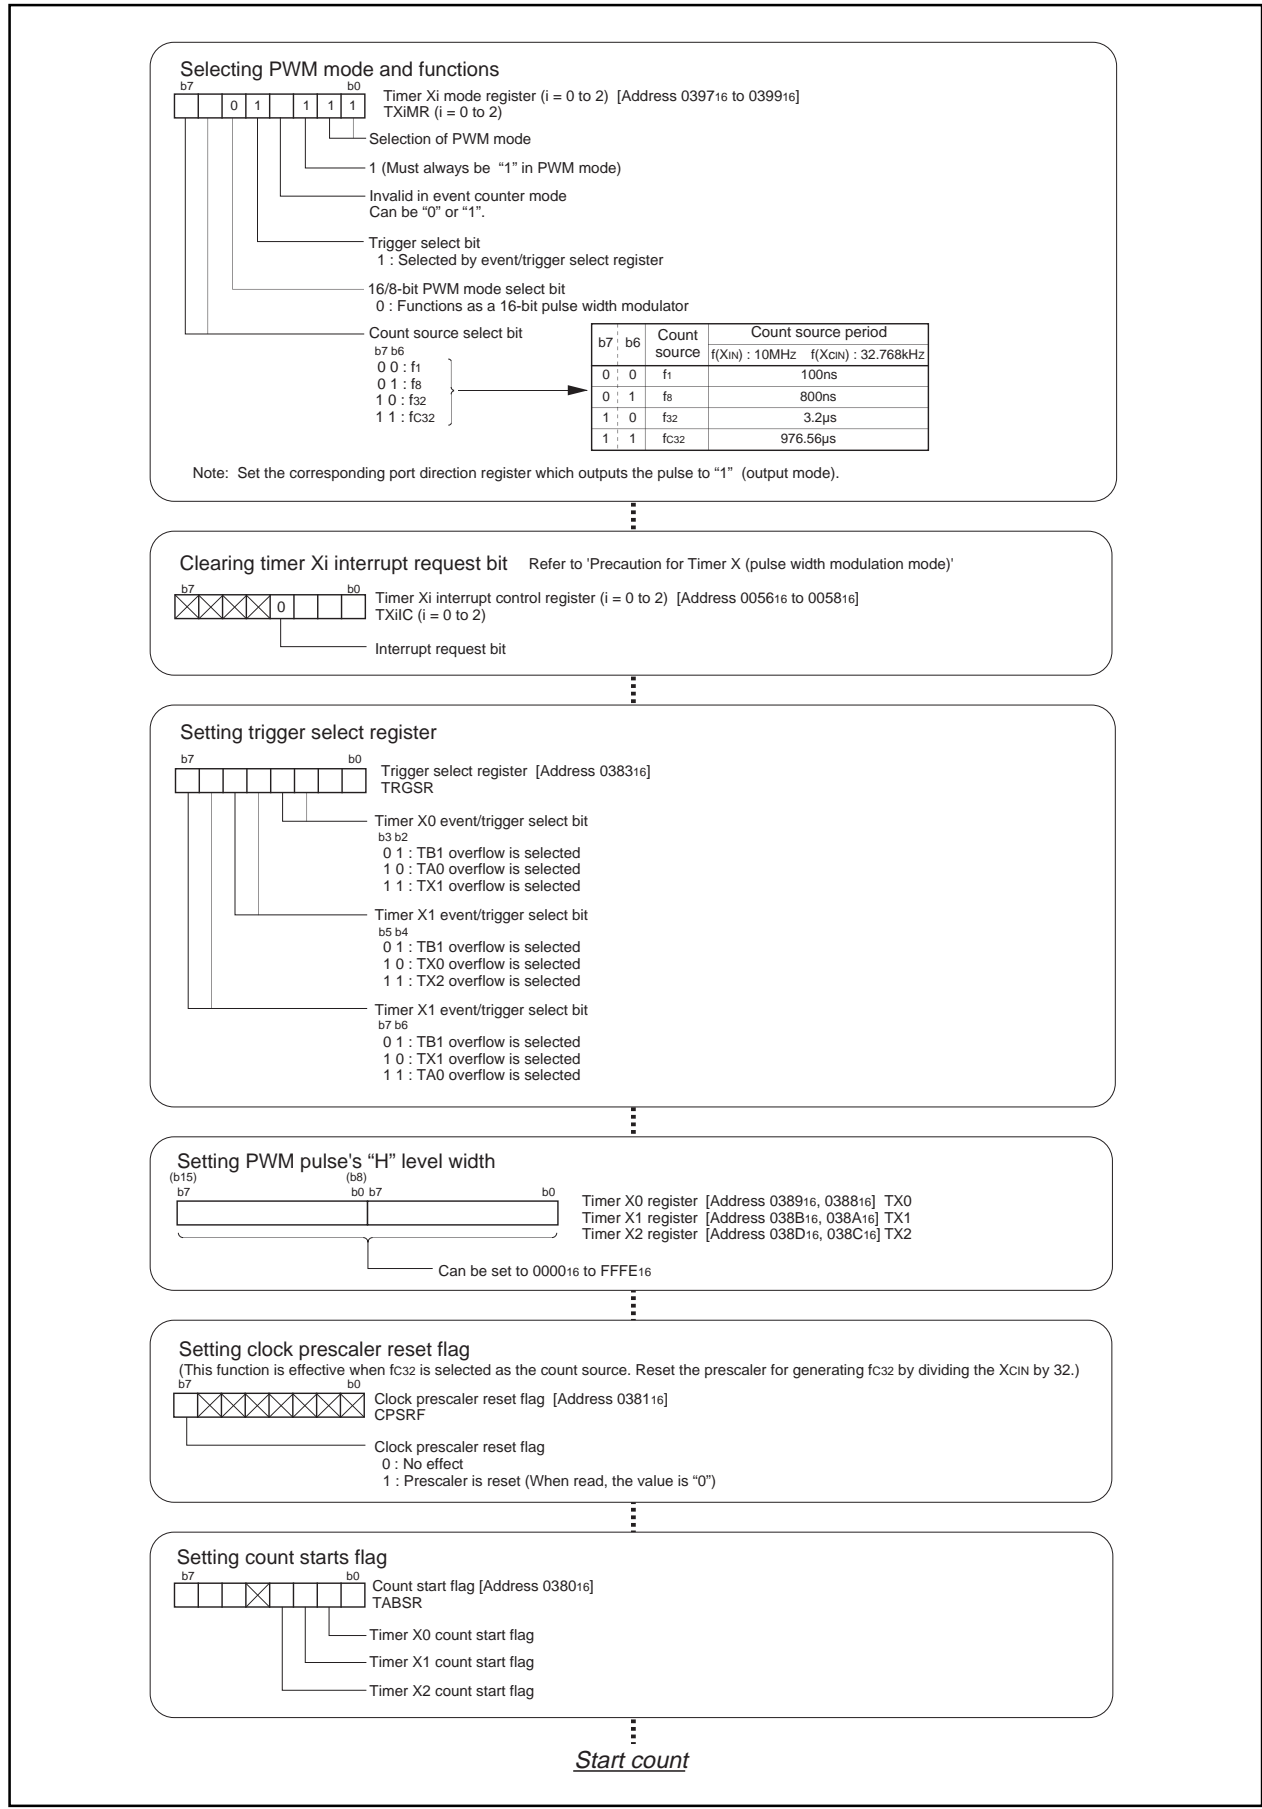 Selecting PWM mode and functions
b7 b0
0 1 1 1 1
Timer Xi mode register (i = 0 to 2) [Address 039716 to 039916]
TXiMR (i = 0 to 2)
Selection of PWM mode
1 (Must always be “1” in PWM mode)
Invalid in event counter mode
Can be “0” or “1”.
Trigger select bit
1 : Selected by event/trigger select register
16/8-bit PWM mode select bit
0 : Functions as a 16-bit pulse width modulator
Count source select bit
b7 b6
0 0 : f1
0 1 : f8
1 0 : f32
1 1 : fC32
b7 b6 Count source Count source period
f(XIN) : 10MHz f(XCIN) : 32.768kHz
0 0 f1 100ns
0 1 f8 800ns
1 0 f32 3.2µs
1 1 fC32 976.56µs
Note: Set the corresponding port direction register which outputs the pulse to “1” (output mode).
Clearing timer Xi interrupt request bit Refer to 'Precaution for Timer X (pulse width modulation mode)'
b7 b0
0
Timer Xi interrupt control register (i = 0 to 2) [Address 005616 to 005816]
TXiIC (i = 0 to 2)
Interrupt request bit
Setting trigger select register
b7 b0
Trigger select register [Address 038316]
TRGSR
Timer X0 event/trigger select bit
b3 b2
0 1 : TB1 overflow is selected
1 0 : TA0 overflow is selected
1 1 : TX1 overflow is selected
Timer X1 event/trigger select bit
b5 b4
0 1 : TB1 overflow is selected
1 0 : TX0 overflow is selected
1 1 : TX2 overflow is selected
Timer X1 event/trigger select bit
b7 b6
0 1 : TB1 overflow is selected
1 0 : TX1 overflow is selected
1 1 : TA0 overflow is selected
Setting PWM pulse's “H” level width
(b15) (b8)
b7 b0 b7 b0
Timer X0 register [Address 038916, 038816] TX0
Timer X1 register [Address 038B16, 038A16] TX1
Timer X2 register [Address 038D16, 038C16] TX2
Can be set to 000016 to FFFE16
Setting clock prescaler reset flag
(This function is effective when fC32 is selected as the count source. Reset the prescaler for generating fC32 by dividing the XCIN by 32.)
b7 b0
Clock prescaler reset flag [Address 038116]
CPSRF
Clock prescaler reset flag
0 : No effect
1 : Prescaler is reset (When read, the value is “0”)
Setting count starts flag
b7 b0
Count start flag [Address 038016]
TABSR
Timer X0 count start flag
Timer X1 count start flag
Timer X2 count start flag
Start count